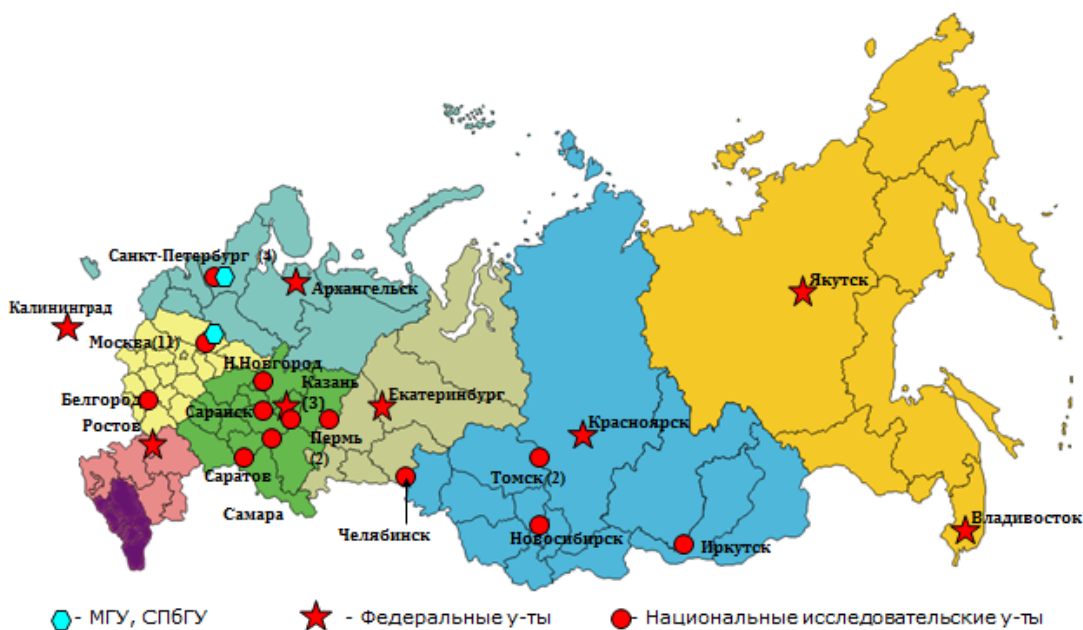 Санкт-Петербург (4)
Архангельск
Якутск
Калининград
Москва(11)
Н.Новгород
Казань
(3)
Екатеринбург
Белгород
Саранск
Красноярск
Ростов
Пермь
(2)
Саратов
Томск(2)
Самара
Владивосток
Челябинск
Новосибирск
Иркутск
- МГУ, СПбГУ
- Федеральные у-ты
- Национальные исследовательские у-ты